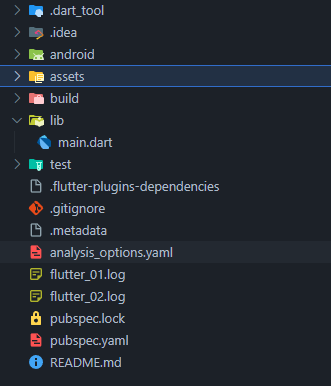 .dart_tool
.idea
android
assets
build
lib
main.dart
test
.flutter-plugins-dependencies
.gitignore
.metadata
analysis_options.yaml
flutter_01.log
flutter_02.log
pubspec.lock
pubspec.yaml
README.md